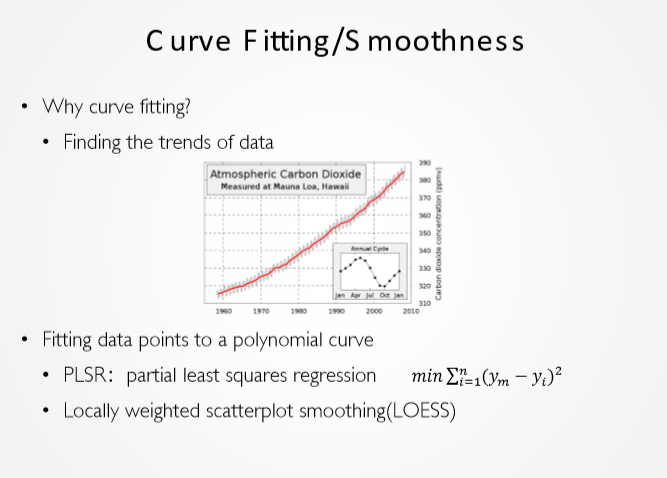 Curve Fitting/Smoothness
• Why curve fitting?
• Finding the trends of data
Atmospheric Carbon Dioxide
Measured at Mauna Loa, Hawaii
390
380
370
360
350
340
330
320
310
Carbon dioxide concentration (ppmv)
Annual Cycle
Jan Apr Jul Oct Jan
1960 1970 1980 1990 2000 2010
• Fitting data points to a polynomial curve
• PLSR: partial least squares regression min ∑ⁿᵢ₌₁(yₘ − yᵢ)²
• Locally weighted scatterplot smoothing(LOESS)